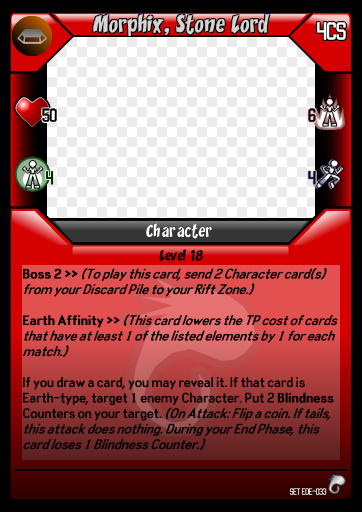 Morphix, Stone Lord
4CS
50
6
4
4
Character
Level 18
Boss 2 >> (To play this card, send 2 Character card(s)
from your Discard Pile to your Rift Zone.)
Earth Affinity >> (This card lowers the TP cost of cards
that have at least 1 of the listed elements by 1 for each
match.)
If you draw a card, you may reveal it. If that card is
Earth-type, target 1 enemy Character. Put 2 Blindness
Counters on your target. (On Attack: Flip a coin. If tails,
this attack does nothing. During your End Phase, this
card loses 1 Blindness Counter.)
SET EOE-033